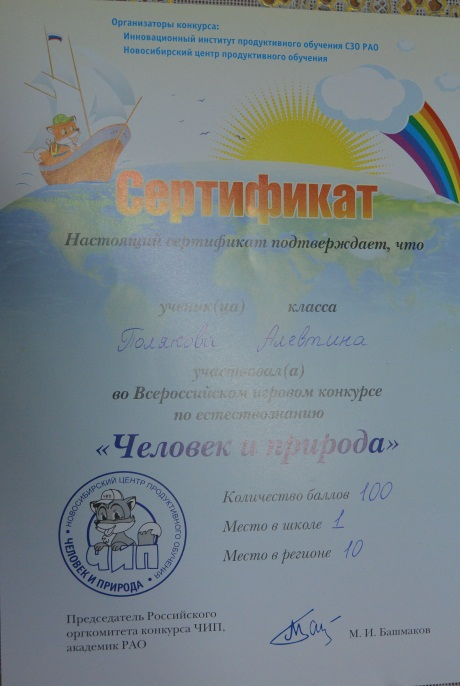 Организаторы конкурса:
Инновационный институт продуктивного обучения СЗО РАО
Новосибирский центр продуктивного обучения
Сертификат
Настоящий сертификат подтверждает, что
ученик(ца) класса
Полякова Алевтина
участвовал(а)
во Всероссийском игровом конкурсе
по естествознанию
«Человек и природа»
НОВОСИБИРСКИЙ ЦЕНТР ПРОДУКТИВНОГО ОБУЧЕНИЯ
ЧИП
ЧЕЛОВЕК И ПРИРОДА
Количество баллов 100
Место в школе 1
Место в регионе 10
Председатель Российского
оргкомитета конкурса ЧИП,
академик РАО
М. И. Башмаков